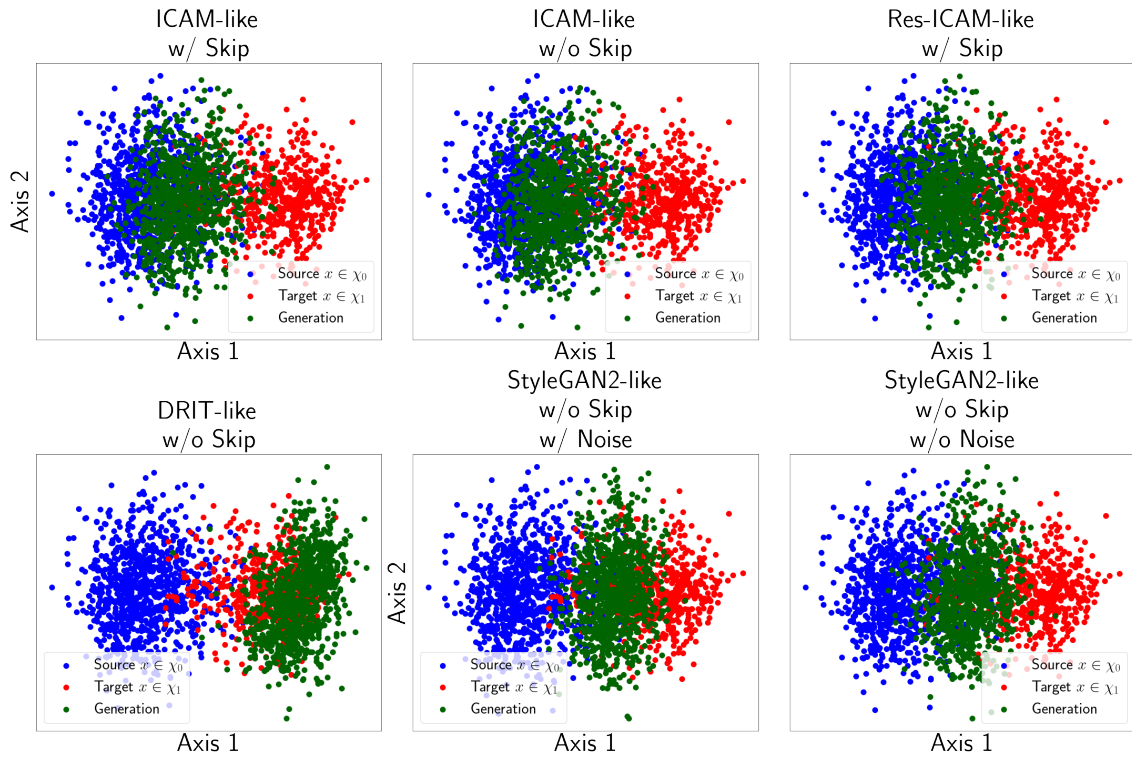 ICAM-like
w/ Skip
ICAM-like
w/o Skip
Res-ICAM-like
w/ Skip
Axis 2
Source x ∈ χ₀
Target x ∈ χ₁
Generation
Axis 1
Source x ∈ χ₀
Target x ∈ χ₁
Generation
Axis 1
Source x ∈ χ₀
Target x ∈ χ₁
Generation
Axis 1
DRIT-like
w/o Skip
StyleGAN2-like
w/o Skip
w/ Noise
StyleGAN2-like
w/o Skip
w/o Noise
Source x ∈ χ₀
Target x ∈ χ₁
Generation
Axis 1
Axis 2
Source x ∈ χ₀
Target x ∈ χ₁
Generation
Axis 1
Source x ∈ χ₀
Target x ∈ χ₁
Generation
Axis 1